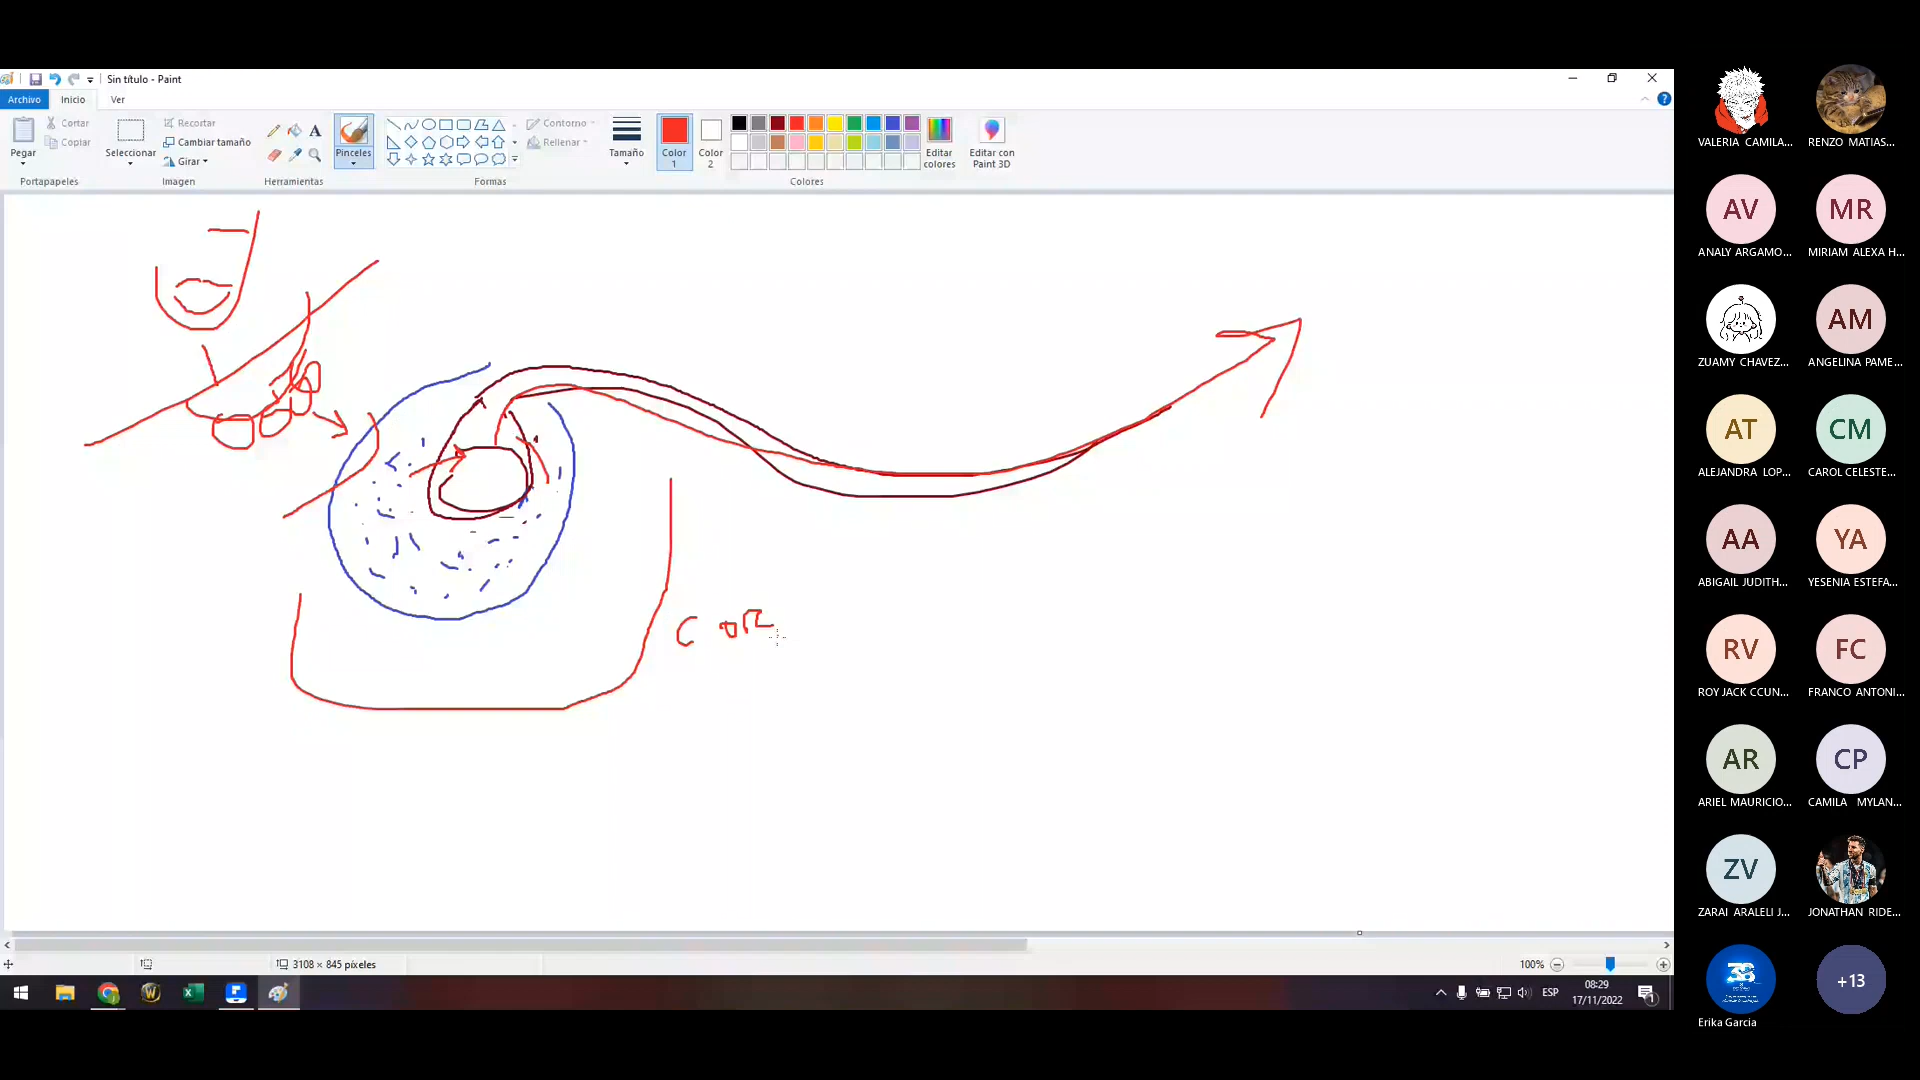 Sin título - Paint
Archivo Inicio Ver
Pegar
Cortar
Copiar
Portapapeles
Seleccionar
Recortar
Cambiar tamaño
Girar
Imagen
A
Herramientas
Pinceles
Contorno
Rellenar
Formas
Tamaño
Color
1
Color
2
Editar
colores
Editar con
Paint 3D
Colores
COR
3108 × 845 píxeles
100%
ESP
08:29
17/11/2022
1
VALERIA CAMILA...
RENZO MATIAS...
AV
ANALY ARGAMO...
MR
MIRIAM ALEXA H...
ZUAMY CHAVEZ...
AM
ANGELINA PAME...
AT
ALEJANDRA LOP...
CM
CAROL CELESTE...
AA
ABIGAIL JUDITH...
YA
YESENIA ESTEFA...
RV
ROY JACK CCUN...
FC
FRANCO ANTONI...
AR
ARIEL MAURICIO...
CP
CAMILA MYLAN...
ZV
ZARAI ARALELI J...
JONATHAN RIDE...
Erika Garcia
+13